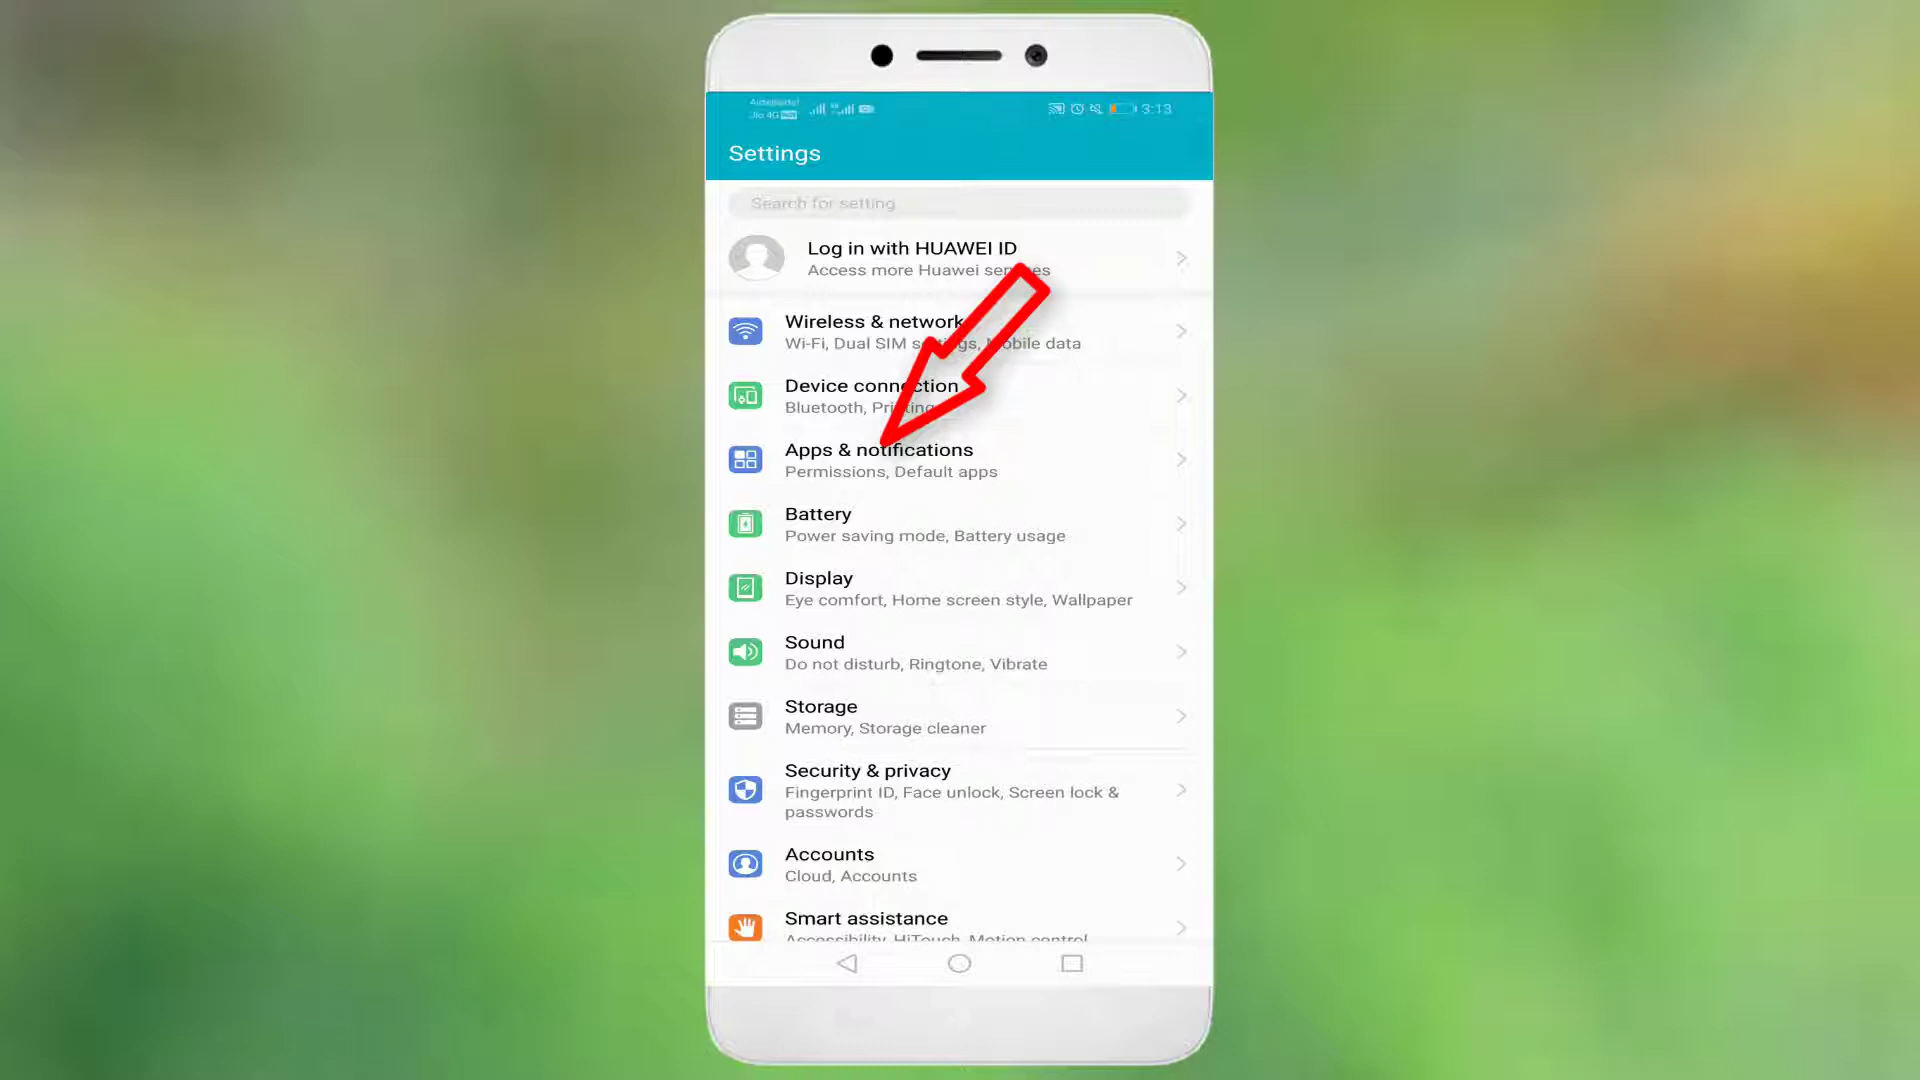 Jio 4G
3:13
Settings
Search for setting
Log in with HUAWEI ID
Access more Huawei services
Wireless & network
Wi-Fi, Dual SIM settings, Mobile data
Device connection
Bluetooth, Printing
Apps & notifications
Permissions, Default apps
Battery
Power saving mode, Battery usage
Display
Eye comfort, Home screen style, Wallpaper
Sound
Do not disturb, Ringtone, Vibrate
Storage
Memory, Storage cleaner
Security & privacy
Fingerprint ID, Face unlock, Screen lock &
passwords
Accounts
Cloud, Accounts
Smart assistance
Accessibility, HiTouch, Motion control